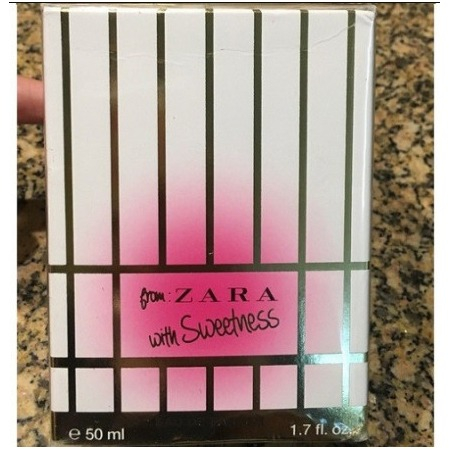 from: ZARA
with Sweetness
℮ 50 ml 1.7 fl. oz.